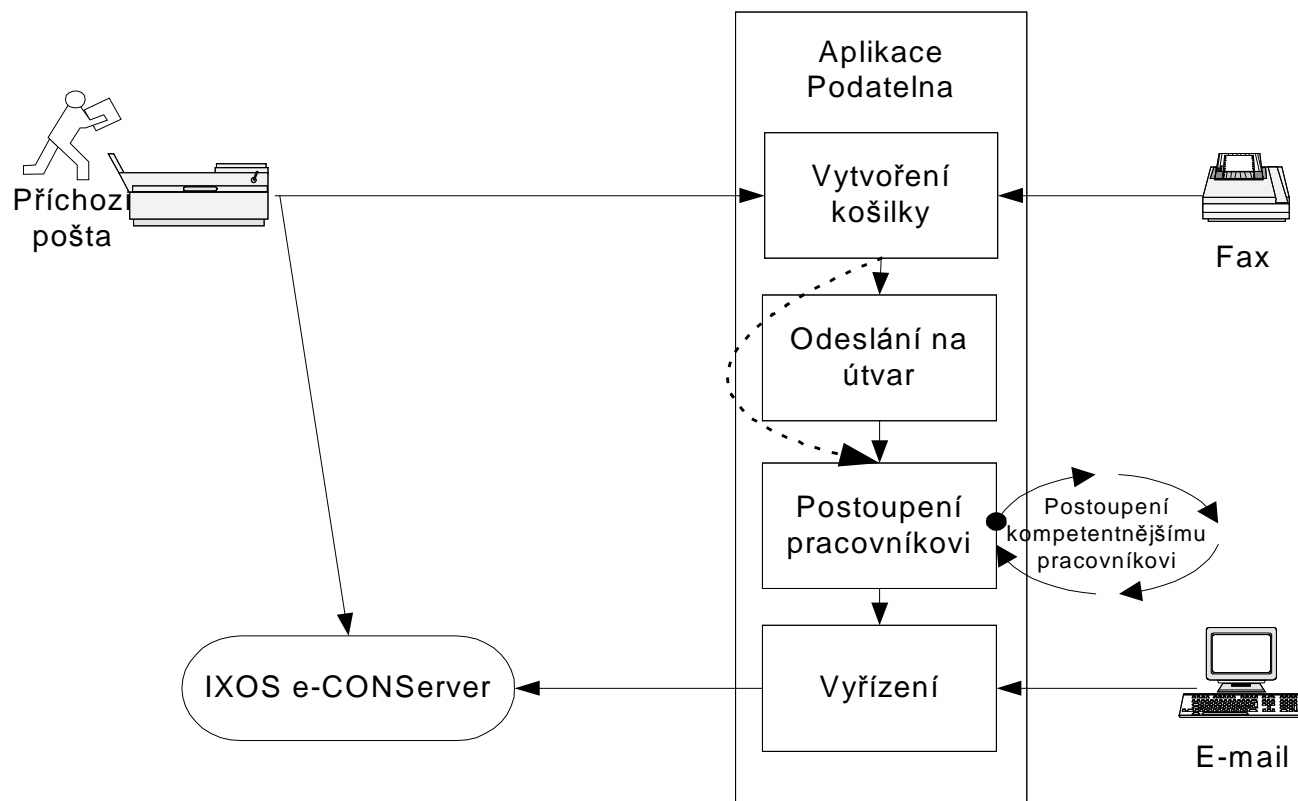 Aplikace
Podatelna
Příchozí
pošta
Vytvoření
košilky
Fax
Odeslání na
útvar
Postoupení
pracovníkovi
Postoupení
kompetentnějšímu
pracovníkovi
IXOS e-CONServer
Vyřízení
E-mail